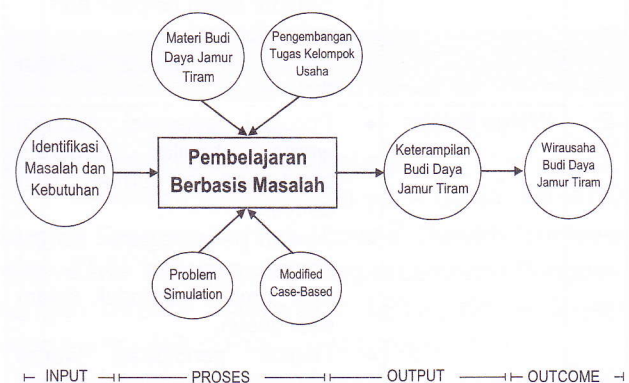 Materi Budi
Daya Jamur
Tiram
Pengembangan
Tugas Kelompok
Usaha
Identifikasi
Masalah dan
Kebutuhan
Pembelajaran
Berbasis Masalah
Keterampilan
Budi Daya
Jamur Tiram
Wirausaha
Budi Daya
Jamur Tiram
Problem
Simulation
Modified
Case-Based
INPUT PROSES OUTPUT OUTCOME